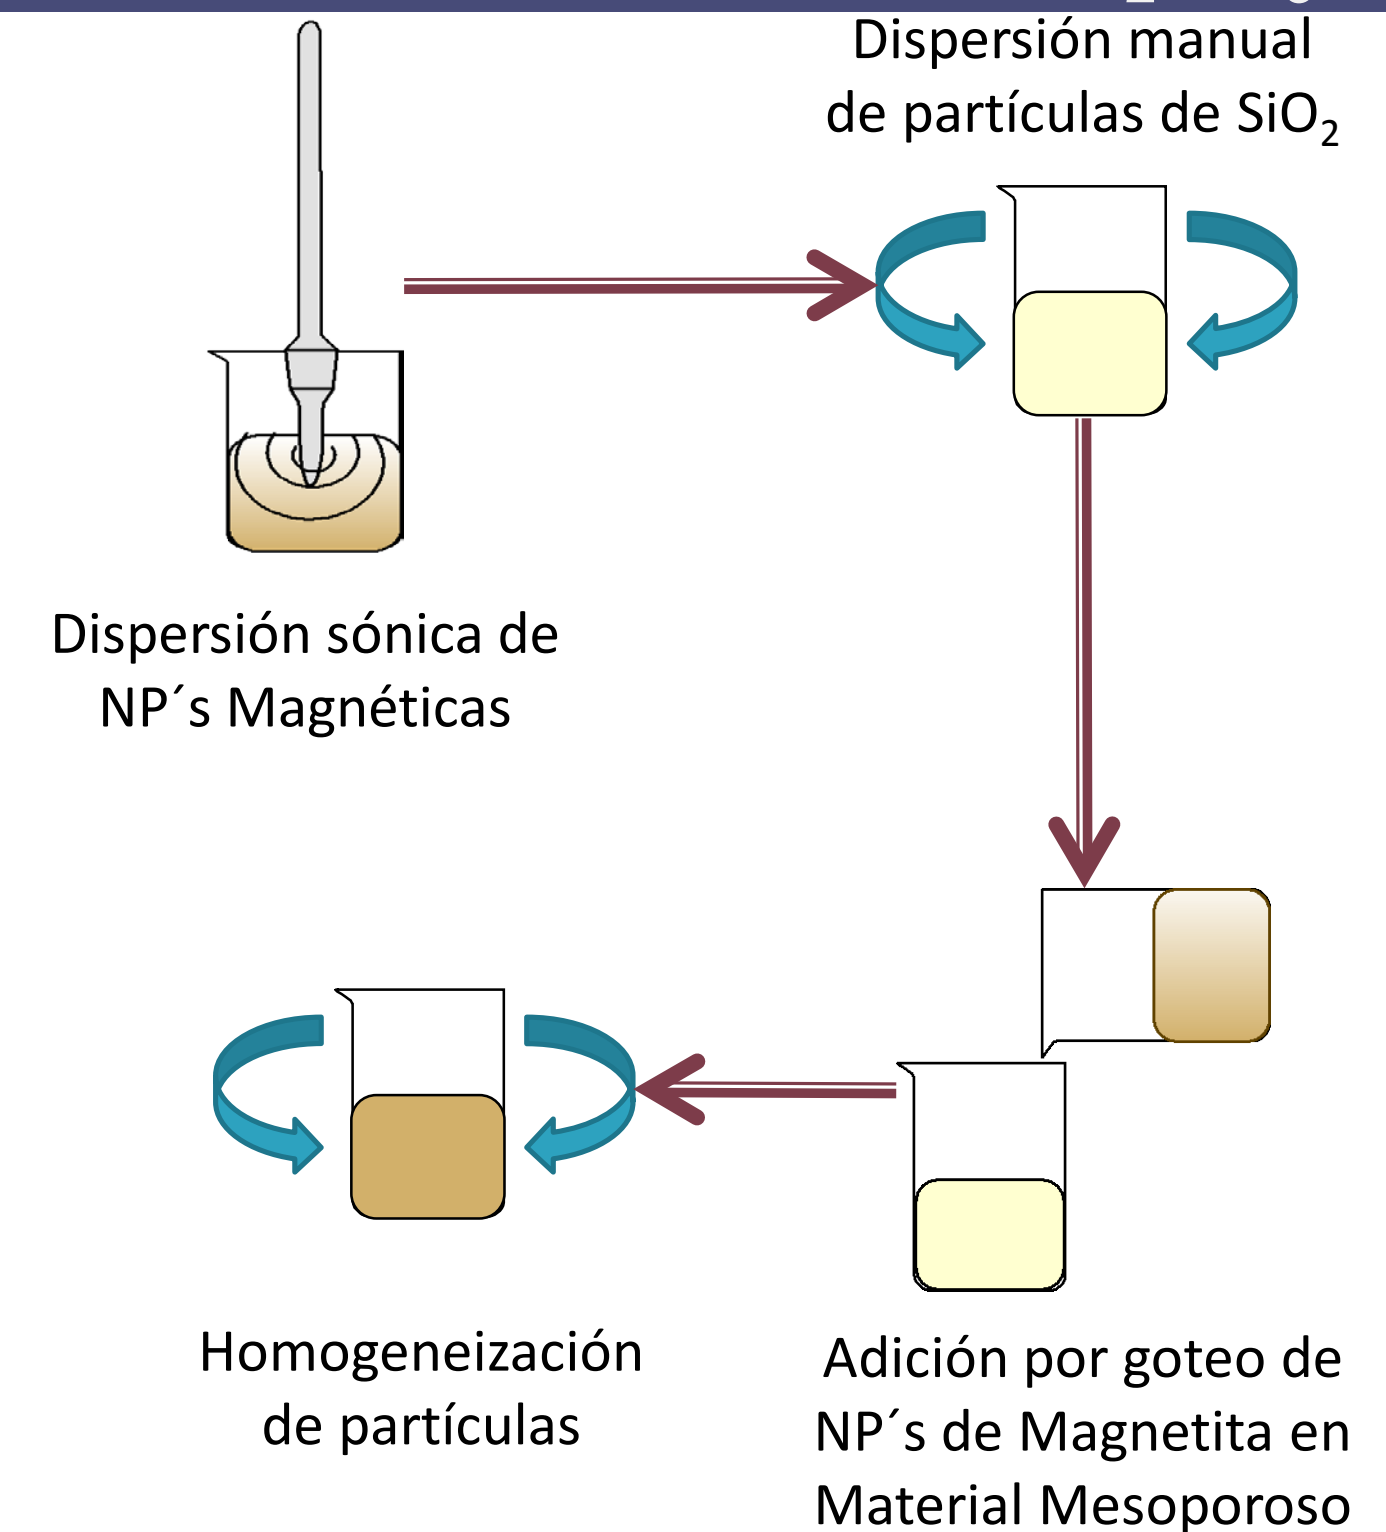 Dispersión manual
de partículas de SiO₂
Dispersión sónica de
NP´s Magnéticas
Homogeneización
de partículas
Adición por goteo de
NP´s de Magnetita en
Material Mesoporoso